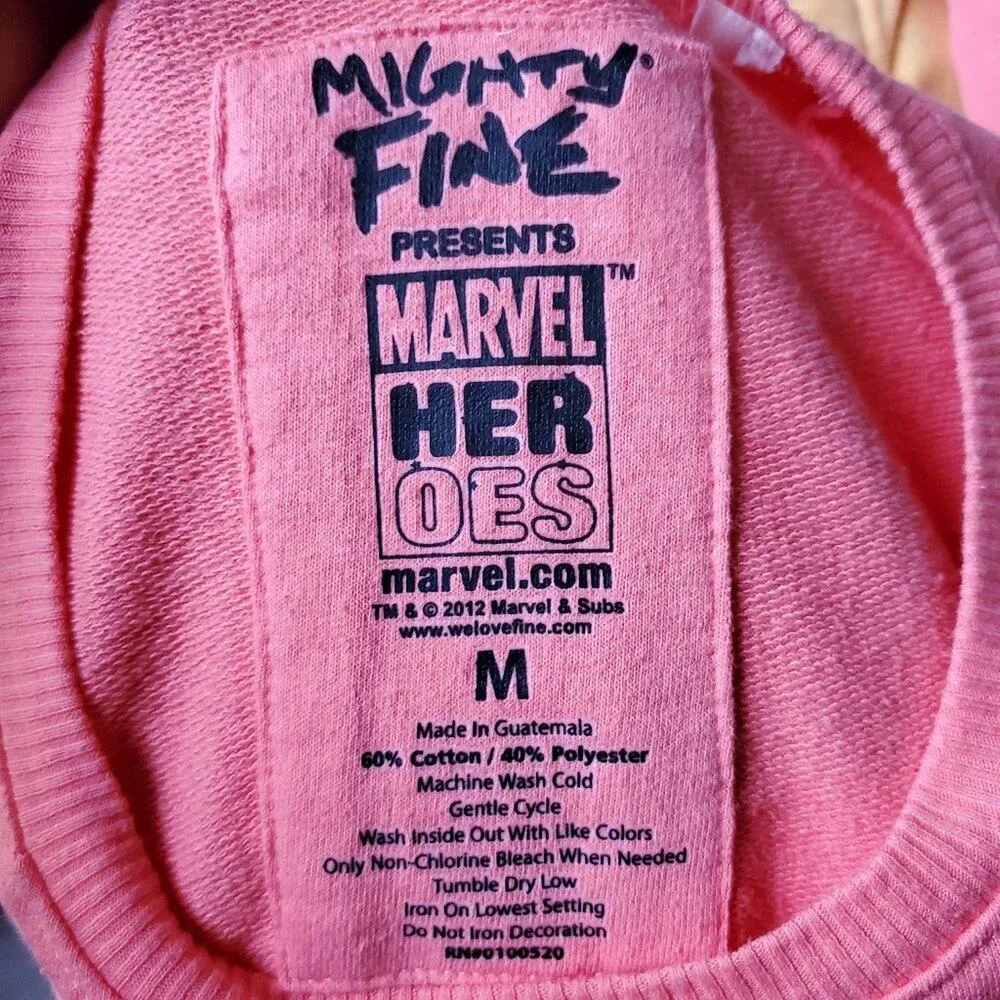 MIGHTY®
FINE
PRESENTS
MARVEL™
HER
OES
marvel.com
TM & © 2012 Marvel & Subs
www.welovefine.com
M
Made In Guatemala
60% Cotton / 40% Polyester
Machine Wash Cold
Gentle Cycle
Wash Inside Out With Like Colors
Only Non-Chlorine Bleach When Needed
Tumble Dry Low
Iron On Lowest Setting
Do Not Iron Decoration
RN#0100520